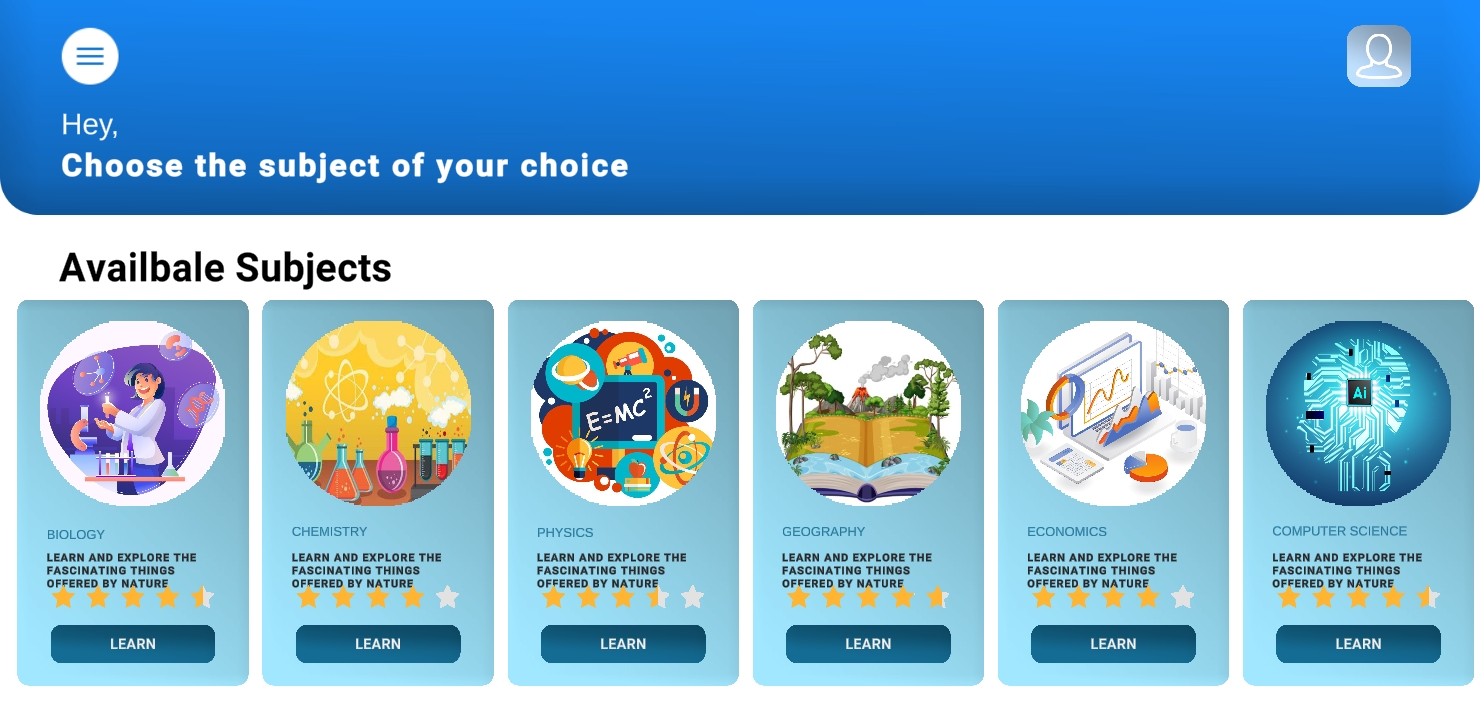 Hey,
Choose the subject of your choice
Availbale Subjects
E=MC²
Ai
BIOLOGY
LEARN AND EXPLORE THE
FASCINATING THINGS
OFFERED BY NATURE
LEARN
CHEMISTRY
LEARN AND EXPLORE THE
FASCINATING THINGS
OFFERED BY NATURE
LEARN
PHYSICS
LEARN AND EXPLORE THE
FASCINATING THINGS
OFFERED BY NATURE
LEARN
GEOGRAPHY
LEARN AND EXPLORE THE
FASCINATING THINGS
OFFERED BY NATURE
LEARN
ECONOMICS
LEARN AND EXPLORE THE
FASCINATING THINGS
OFFERED BY NATURE
LEARN
COMPUTER SCIENCE
LEARN AND EXPLORE THE
FASCINATING THINGS
OFFERED BY NATURE
LEARN